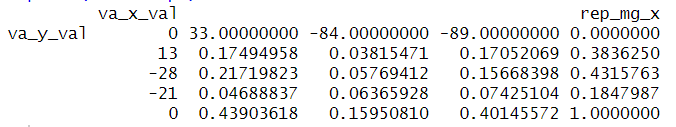 va_x_val rep_mg_x
va_y_val 0 33.00000000 -84.00000000 -89.00000000 0.0000000
13 0.17494958 0.03815471 0.17052069 0.3836250
-28 0.21719823 0.05769412 0.15668398 0.4315763
-21 0.04688837 0.06365928 0.07425104 0.1847987
0 0.43903618 0.15950810 0.40145572 1.0000000